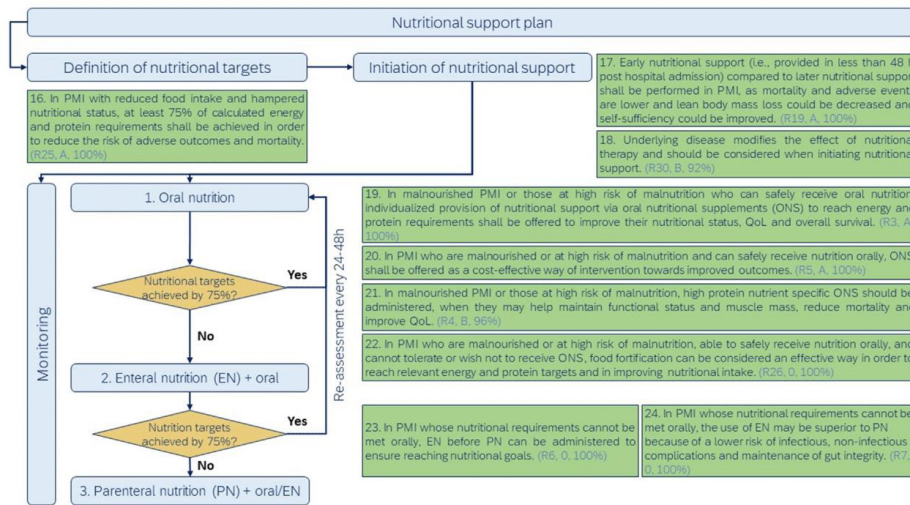 Nutritional support plan
Definition of nutritional targets
Initiation of nutritional support
16. In PMI with reduced food intake and hampered
nutritional status, at least 75% of calculated energy
and protein requirements shall be achieved in order
to reduce the risk of adverse outcomes and mortality.
(R25, A, 100%)
17. Early nutritional support (i.e., provided in less than 48
post hospital admission) compared to later nutritional suppor
shall be performed in PMI, as mortality and adverse event
are lower and lean body mass loss could be decreased and
self-sufficiency could be improved. (R19, A, 100%)
18. Underlying disease modifies the effect of nutritiona
therapy and should be considered when initiating nutritiona
support. (R30, B, 92%)
Monitoring
1. Oral nutrition
Nutritional targets
achieved by 75%?
Yes
No
2. Enteral nutrition (EN) + oral
Nutrition targets
achieved by 75%?
Yes
No
3. Parenteral nutrition (PN) + oral/EN
Re-assessment every 24-48h
19. In malnourished PMI or those at high risk of malnutrition who can safely receive oral nutrition
individualized provision of nutritional support via oral nutritional supplements (ONS) to reach energy and
protein requirements shall be offered to improve their nutritional status, QoL and overall survival. (R3, A
100%)
20. In PMI who are malnourished or at high risk of malnutrition and can safely receive nutrition orally, ONS
shall be offered as a cost-effective way of intervention towards improved outcomes. (R5, A, 100%)
21. In malnourished PMI or those at high risk of malnutrition, high protein nutrient specific ONS should be
administered, when they may help maintain functional status and muscle mass, reduce mortality and
improve QoL. (R4, B, 96%)
22. In PMI who are malnourished or at high risk of malnutrition, able to safely receive nutrition orally, and
cannot tolerate or wish not to receive ONS, food fortification can be considered an effective way in order to
reach relevant energy and protein targets and in improving nutritional intake. (R26, 0, 100%)
23. In PMI whose nutritional requirements cannot be
met orally, EN before PN can be administered to
ensure reaching nutritional goals. (R6, 0, 100%)
24. In PMI whose nutritional requirements cannot be
met orally, the use of EN may be superior to PN
because of a lower risk of infectious, non-infectious
complications and maintenance of gut integrity. (R7,
0, 100%)